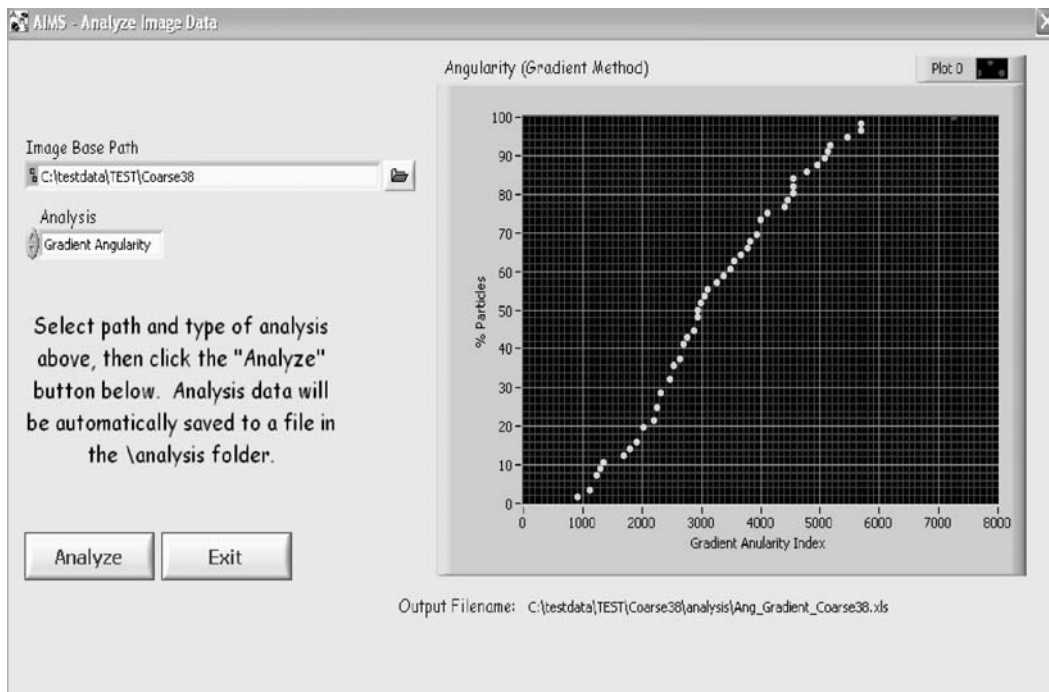 AIMS - Analyze Image Data
Image Base Path
C:\testdata\TEST\Coarse38
Analysis
Gradient Angularity
Select path and type of analysis
above, then click the "Analyze"
button below. Analysis data will
be automatically saved to a file in
the \analysis folder.
Analyze
Exit
Angularity (Gradient Method)
Plot 0
% Particles
100
90
80
70
60
50
40
30
20
10
0
0 1000 2000 3000 4000 5000 6000 7000 8000
Gradient Anularity Index
Output Filename: C:\testdata\TEST\Coarse38\analysis\Ang_Gradient_Coarse38.xls